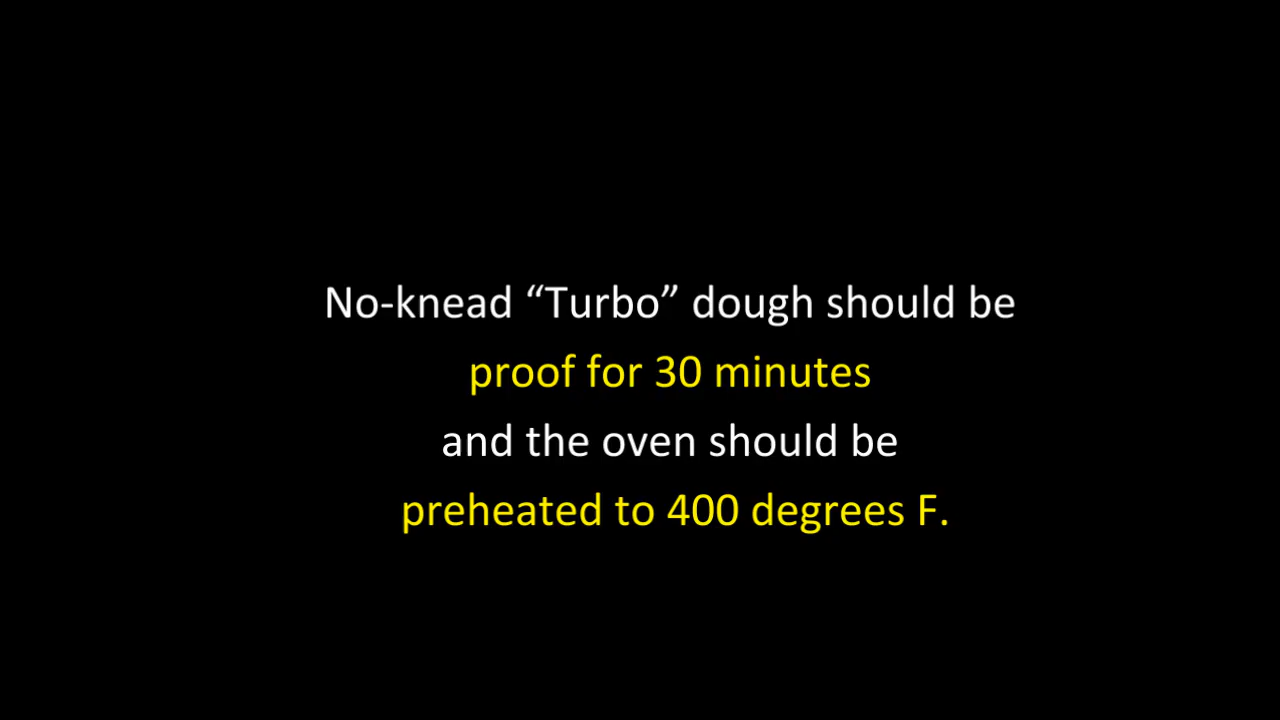 No-knead “Turbo” dough should be
proof for 30 minutes
and the oven should be
preheated to 400 degrees F.